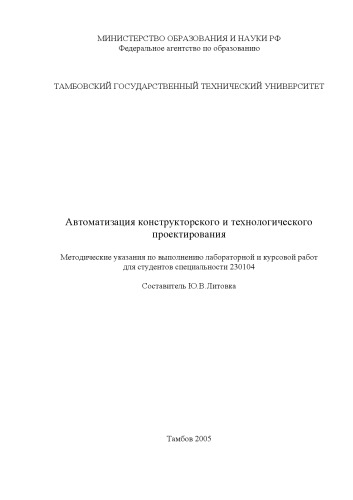 МИНИСТЕРСТВО ОБРАЗОВАНИЯ И НАУКИ РФ
Федеральное агентство по образованию
ТАМБОВСКИЙ ГОСУДАРСТВЕННЫЙ ТЕХНИЧЕСКИЙ УНИВЕРСИТЕТ
Автоматизация конструкторского и технологического
проектирования
Методические указания по выполнению лабораторной и курсовой работ
для студентов специальности 230104
Составитель Ю.В.Литовка
Тамбов 2005